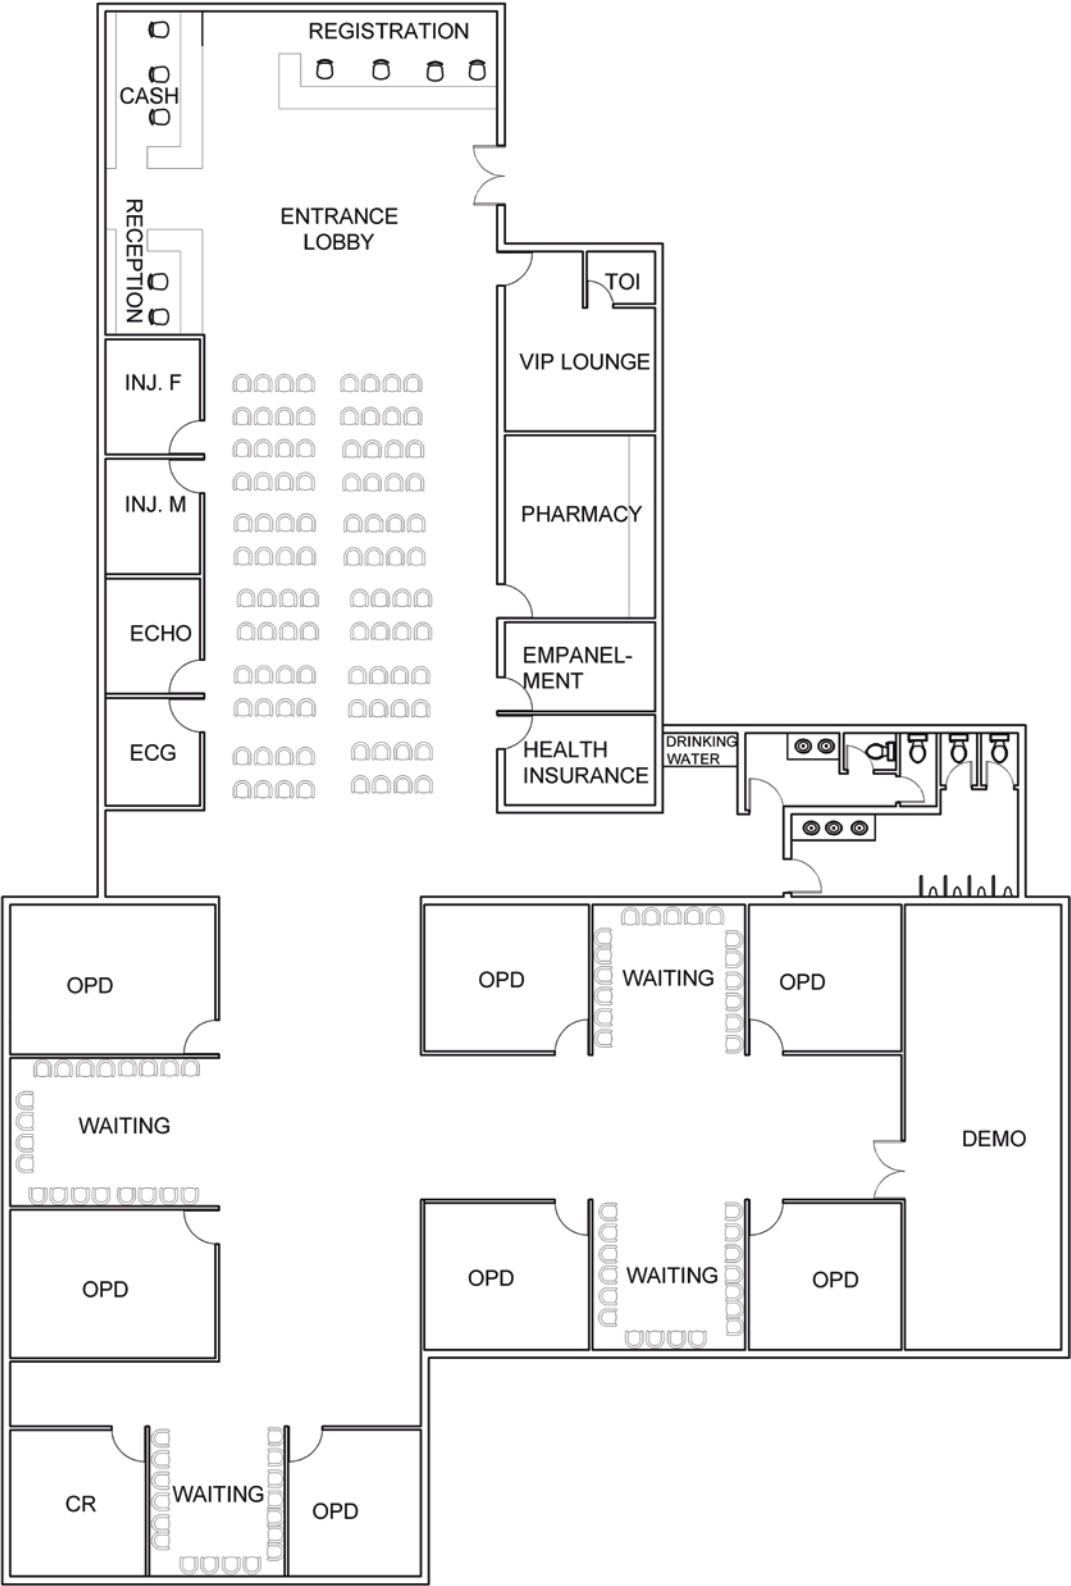 REGISTRATION
CASH
RECEPTION
ENTRANCE
LOBBY
TOI
VIP LOUNGE
INJ. F
INJ. M
PHARMACY
ECHO
EMPANEL-
MENT
ECG
HEALTH
INSURANCE
DRINKING
WATER
OPD
OPD
WAITING
OPD
WAITING
DEMO
OPD
OPD
WAITING
OPD
CR
WAITING
OPD